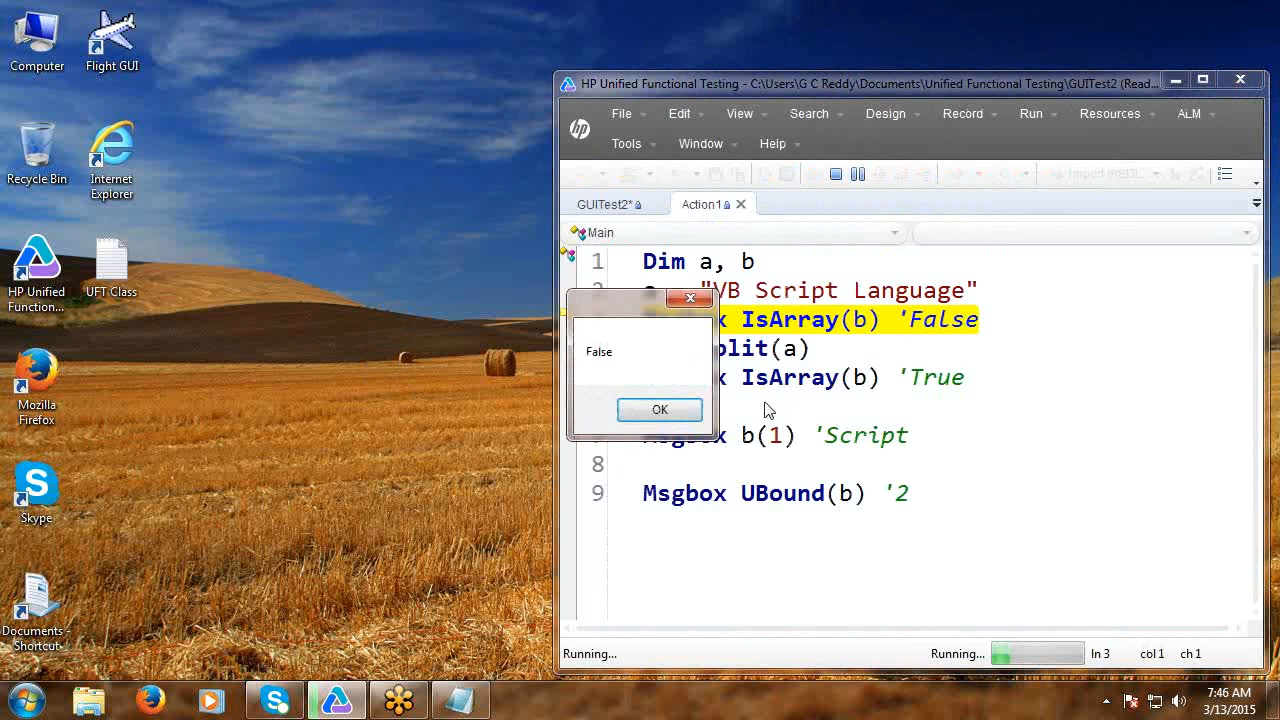 Computer
Flight GUI
Recycle Bin
Internet
Explorer
HP Unified
Function...
UFT Class
Mozilla
Firefox
Skype
Documents -
Shortcut
HP Unified Functional Testing - C:\Users\G C Reddy\Documents\Unified Functional Testing\GUITest2 (Read...
hp
File Edit View Search Design Record Run Resources ALM
Tools Window Help
GUITest2* Action1
Main
1 Dim a, b
"VB Script Language"
IsArray(b) 'False
lit(a)
IsArray(b) 'True
b(1) 'Script
8
9 Msgbox UBound(b) '2
False
OK
Running... Running... ln 3 col 1 ch 1
7:46 AM
3/13/2015